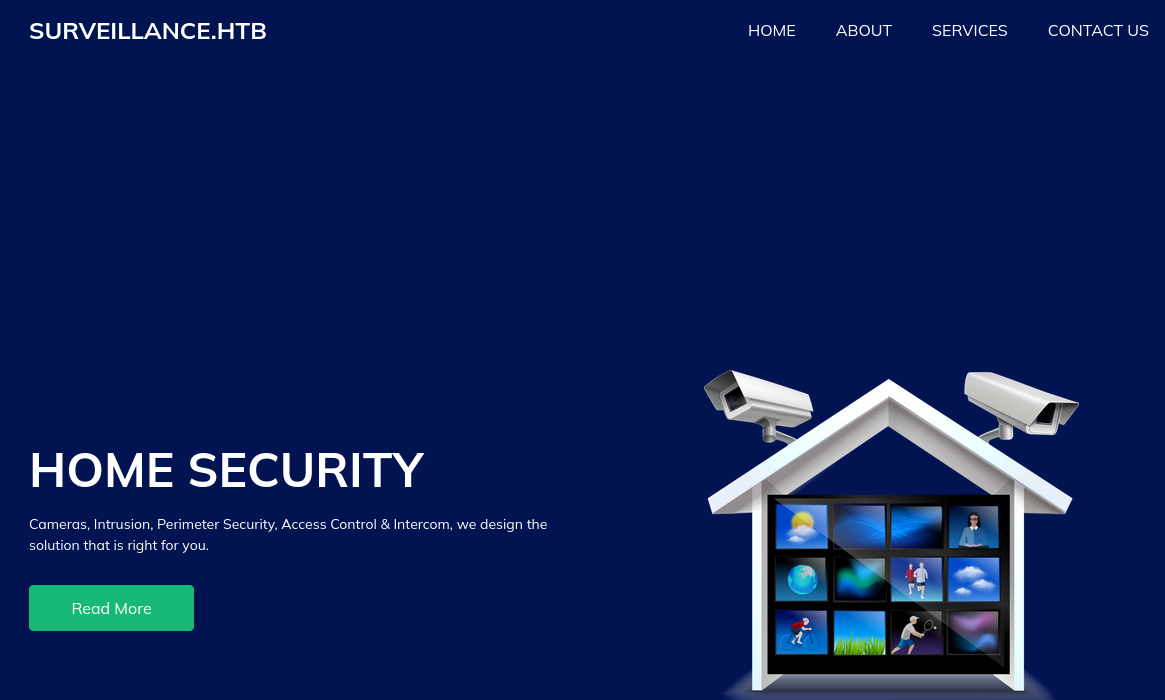 SURVEILLANCE.HTB
HOME ABOUT SERVICES CONTACT US
HOME SECURITY
Cameras, Intrusion, Perimeter Security, Access Control & Intercom, we design the
solution that is right for you.
Read More